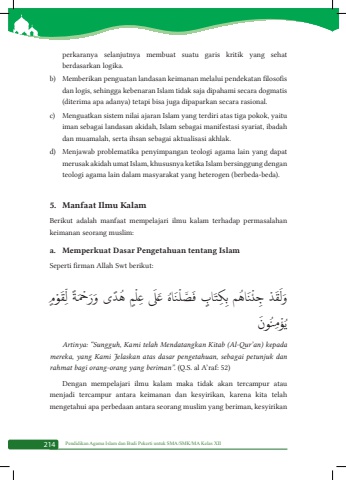 perkaranya selanjutnya membuat suatu garis kritik yang sehat
berdasarkan logika.
b) Memberikan penguatan landasan keimanan melalui pendekatan filosofis
dan logis, sehingga kebenaran Islam tidak saja dipahami secara dogmatis
(diterima apa adanya) tetapi bisa juga dipaparkan secara rasional.
c) Menguatkan sistem nilai ajaran Islam yang terdiri atas tiga pokok, yaitu
iman sebagai landasan akidah, Islam sebagai manifestasi syariat, ibadah
dan muamalah, serta ihsan sebagai aktualisasi akhlak.
d) Menjawab problematika penyimpangan teologi agama lain yang dapat
merusak akidah umat Islam, khususnya ketika Islam bersinggung dengan
teologi agama lain dalam masyarakat yang heterogen (berbeda-beda).
5. Manfaat Ilmu Kalam
Berikut adalah manfaat mempelajari ilmu kalam terhadap permasalahan
keimanan seorang muslim:
a. Memperkuat Dasar Pengetahuan tentang Islam
Seperti firman Allah Swt berikut:
وَلَقَدْ جِئْنَاهُم بِكِتَابٍ فَصَّلْنَاهُ عَلَىٰ عِلْمٍ هُدًى وَرَحْمَةً لِّقَوْمٍ
يُؤْمِنُونَ
Artinya: "Sungguh, Kami telah Mendatangkan Kitab (Al-Qur'an) kepada
mereka, yang Kami Jelaskan atas dasar pengetahuan, sebagai petunjuk dan
rahmat bagi orang-orang yang beriman". (Q.S. al A'raf: 52)
Dengan mempelajari ilmu kalam maka tidak akan tercampur atau
menjadi tercampur antara keimanan dan kesyirikan, karena kita telah
mengetahui apa perbedaan antara seorang muslim yang beriman, kesyirikan
214 Pendidikan Agama Islam dan Budi Pekerti untuk SMA/SMK/MA Kelas XII